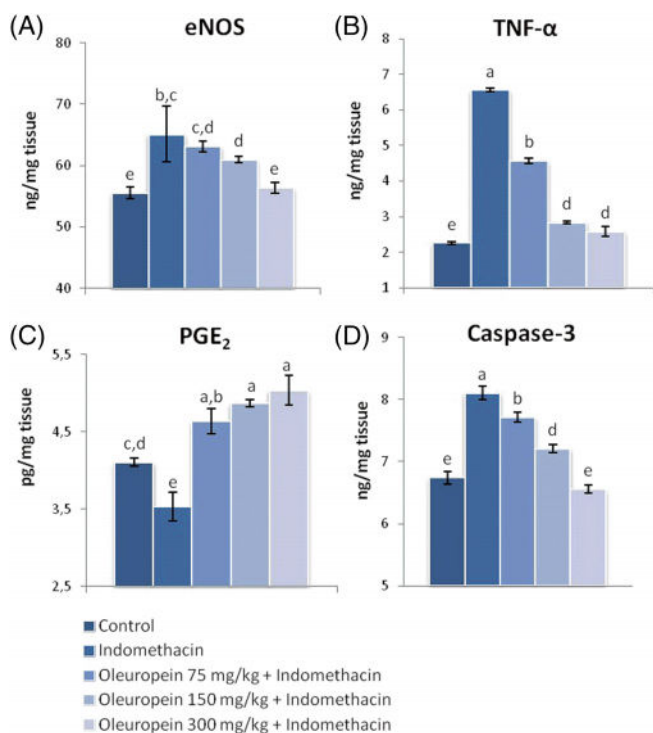 (A) eNOS
ng/mg tissue
80
70
60
50
40
e
b,c
c,d
d
e
(B) TNF-α
ng/mg tissue
8
7
6
5
4
3
2
1
e
a
b
d
d
(C) PGE₂
pg/mg tissue
5,5
4,5
3,5
2,5
c,d
e
a,b
a
a
(D) Caspase-3
ng/mg tissue
9
8
7
6
5
e
a
b
d
e
Control
Indomethacin
Oleuropein 75 mg/kg + Indomethacin
Oleuropein 150 mg/kg + Indomethacin
Oleuropein 300 mg/kg + Indomethacin